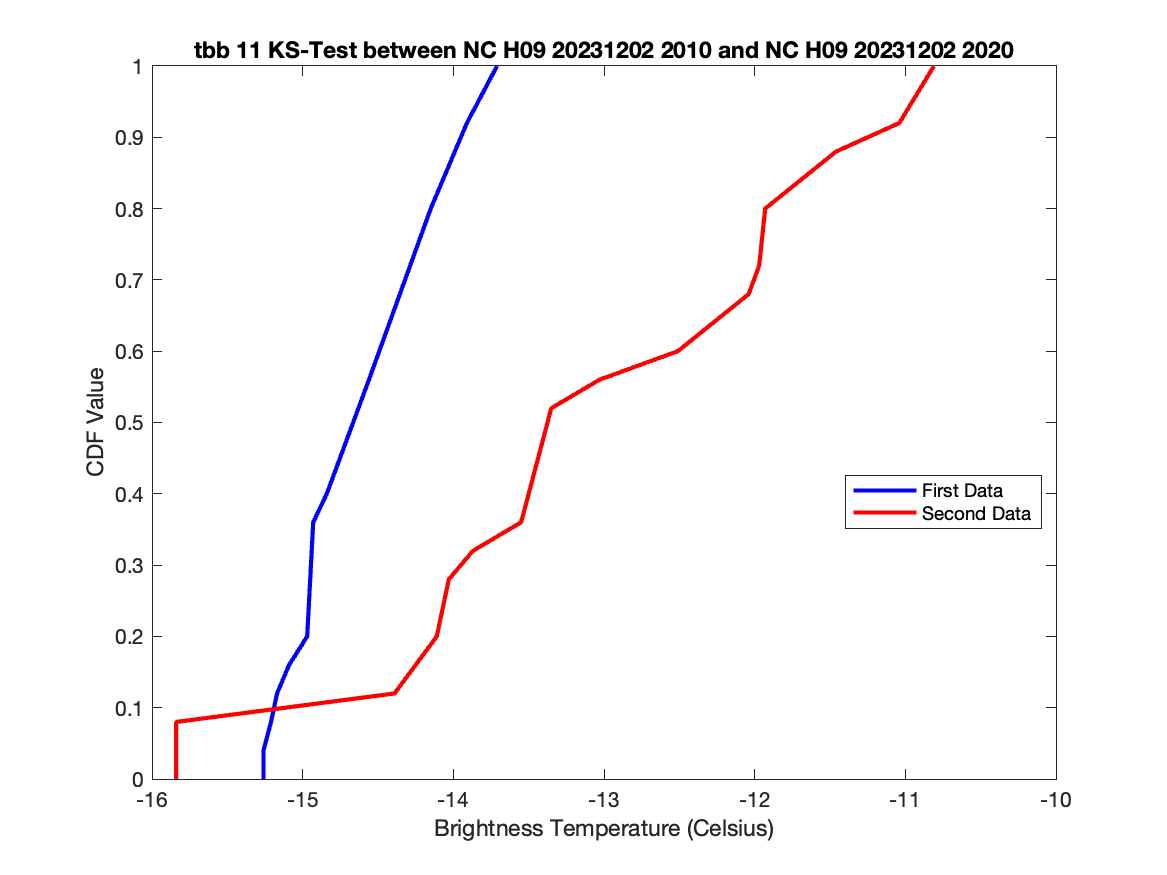 tbb 11 KS-Test between NC H09 20231202 2010 and NC H09 20231202 2020
1
0.9
0.8
0.7
0.6
0.5
0.4
0.3
0.2
0.1
0
CDF Value
First Data
Second Data
-16 -15 -14 -13 -12 -11 -10
Brightness Temperature (Celsius)